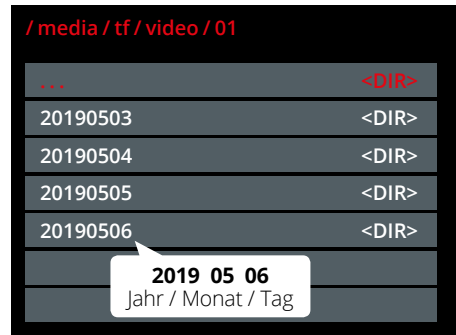 / media / tf / video / 01
... <DIR>
20190503 <DIR>
20190504 <DIR>
20190505 <DIR>
20190506 <DIR>
2019 05 06
Jahr / Monat / Tag